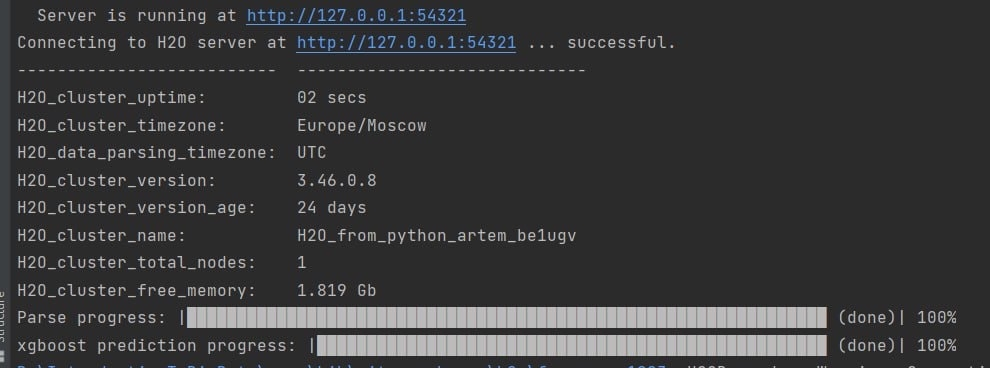 Server is running at http://127.0.0.1:54321
Connecting to H2O server at http://127.0.0.1:54321 ... successful.
-------------------------- -----------------------------
H2O_cluster_uptime: 02 secs
H2O_cluster_timezone: Europe/Moscow
H2O_data_parsing_timezone: UTC
H2O_cluster_version: 3.46.0.8
H2O_cluster_version_age: 24 days
H2O_cluster_name: H2O_from_python_artem_be1ugv
H2O_cluster_total_nodes: 1
H2O_cluster_free_memory: 1.819 Gb
Parse progress: |████████████████████████████████████████████████████████████████| (done)| 100%
xgboost prediction progress: |███████████████████████████████████████████████████| (done)| 100%
Structure